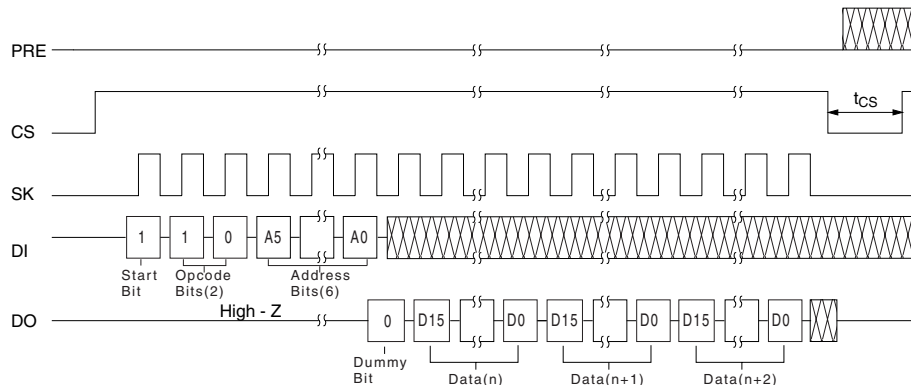 PRE
CS
tCS
SK
DI
1 1 0 A5 A0
Start
Bit
Opcode
Bits(2)
Address
Bits(6)
High - Z
DO
0 D15 D0 D15 D0 D15 D0
Dummy
Bit
Data(n) Data(n+1) Data(n+2)